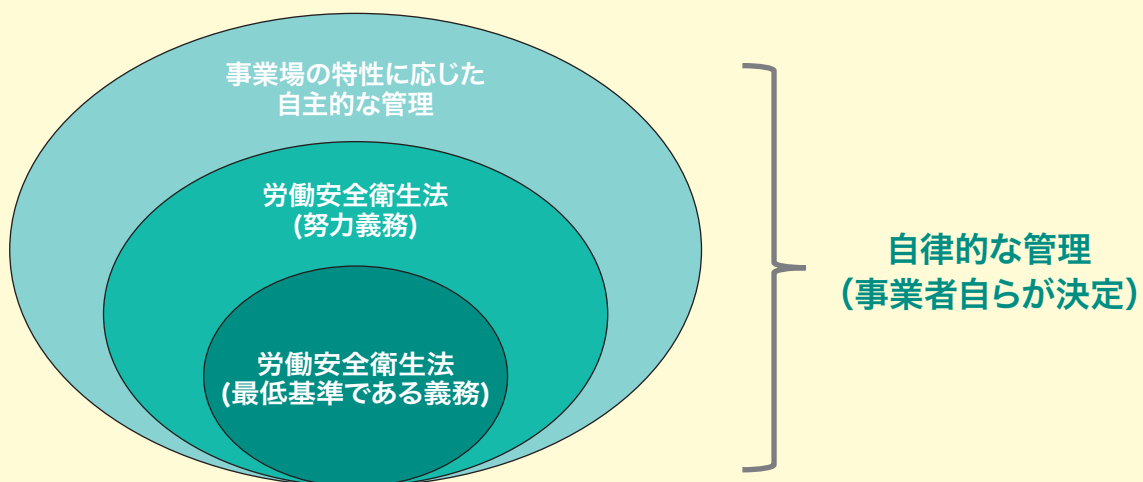 事業場の特性に応じた
自主的な管理
労働安全衛生法
(努力義務)
労働安全衛生法
(最低基準である義務)
自律的な管理
(事業者自らが決定)